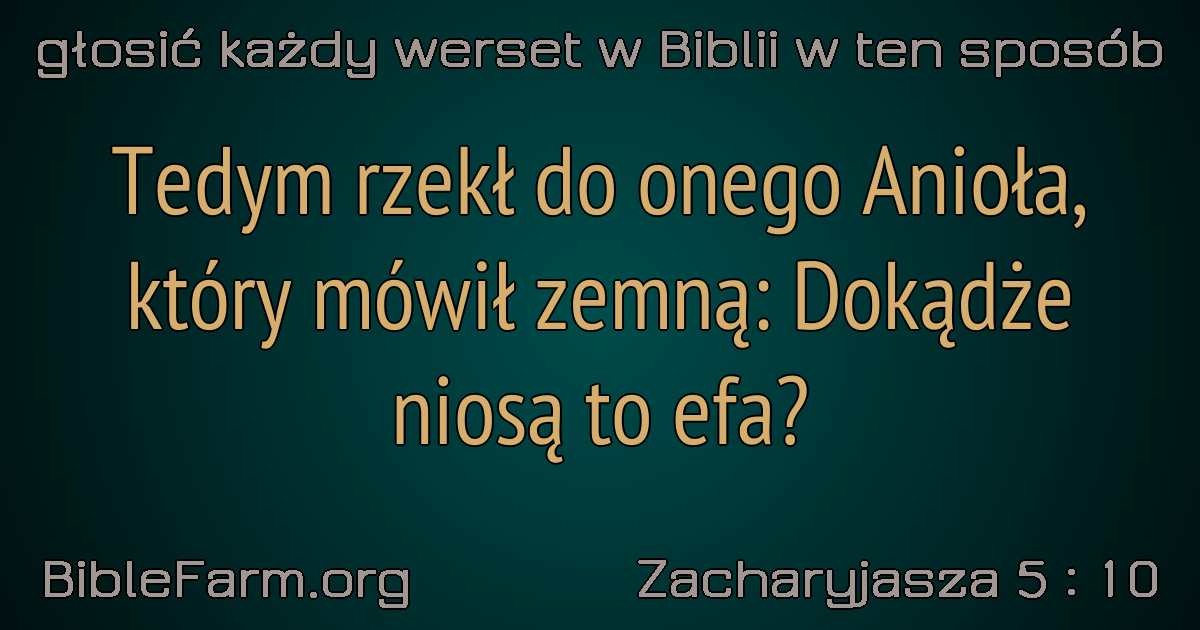 głosić każdy werset w Biblii w ten sposób
Tedym rzekł do onego Anioła,
który mówił zemną: Dokądże
niosą to efa?
BibleFarm.org
Zacharyjasza 5 : 10